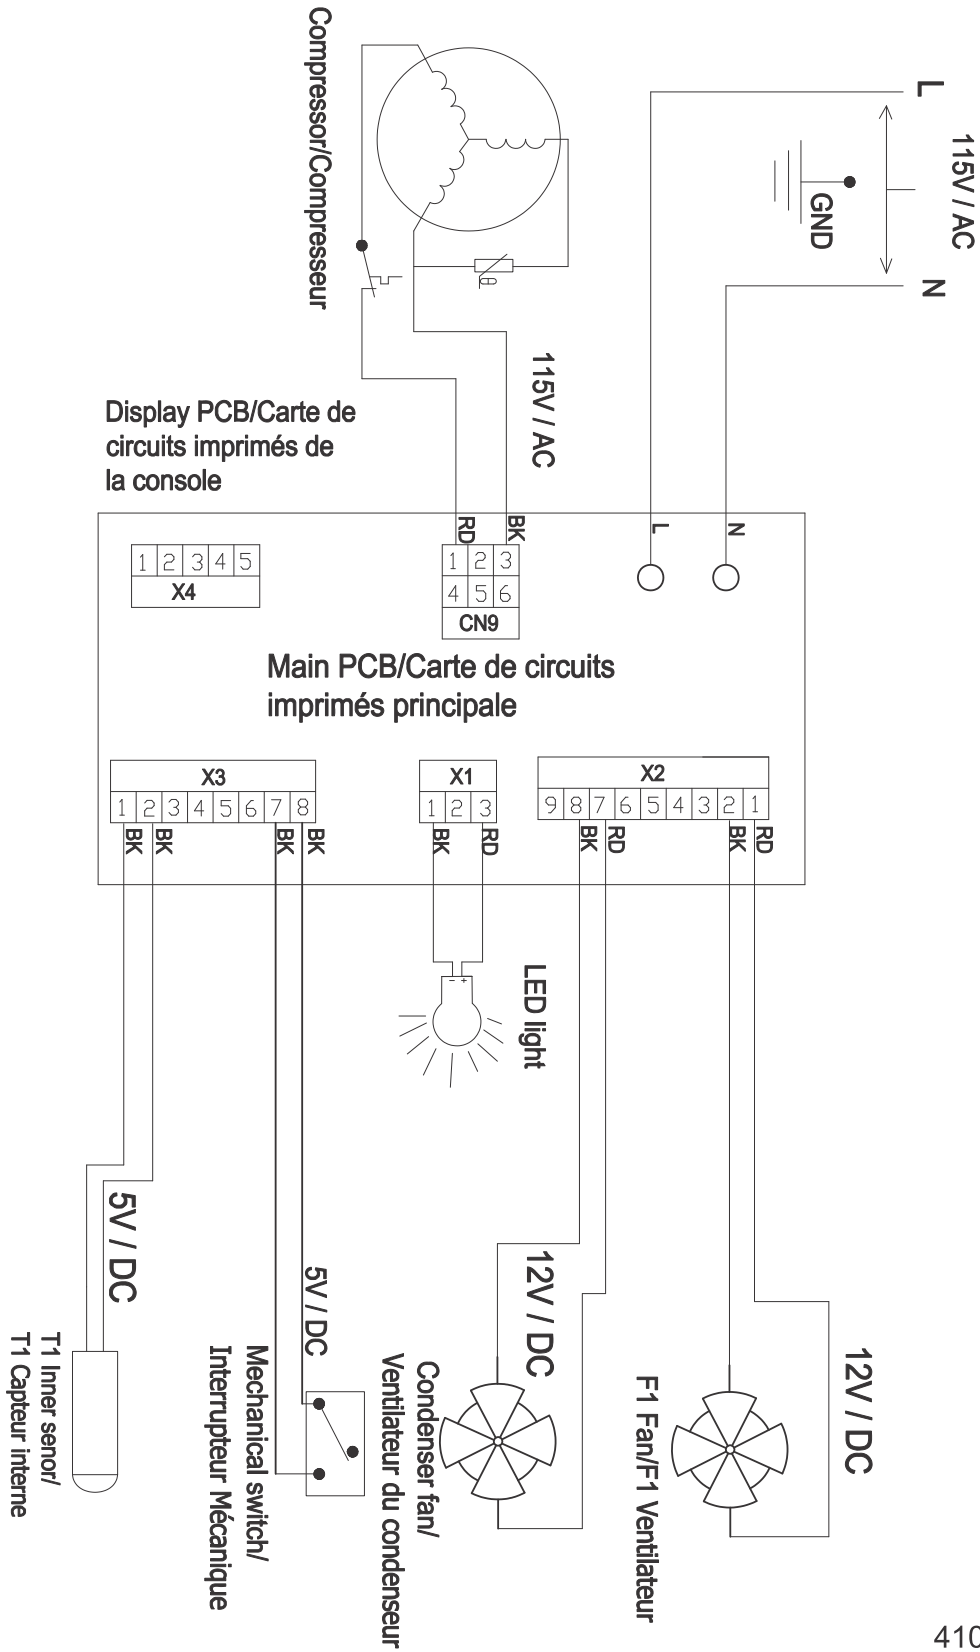 L
115V / AC
N
GND
Compressor/Compresseur
θ
115V / AC
Display PCB/Carte de
circuits imprimés de
la console
RD
BK
L
N
1 2 3 4 5
X4
1 2 3
4 5 6
CN9
Main PCB/Carte de circuits
imprimés principale
X3
1 2 3 4 5 6 7 8
BK BK BK BK
X1
1 2 3
BK RD
X2
9 8 7 6 5 4 3 2 1
BK RD BK RD
LED light
- +
5V / DC
T1 Inner senor/
T1 Capteur interne
5V / DC
Mechanical switch/
Interrupteur Mécanique
12V / DC
Condenser fan/
Ventilateur du condenseur
12V / DC
F1 Fan/F1 Ventilateur
410